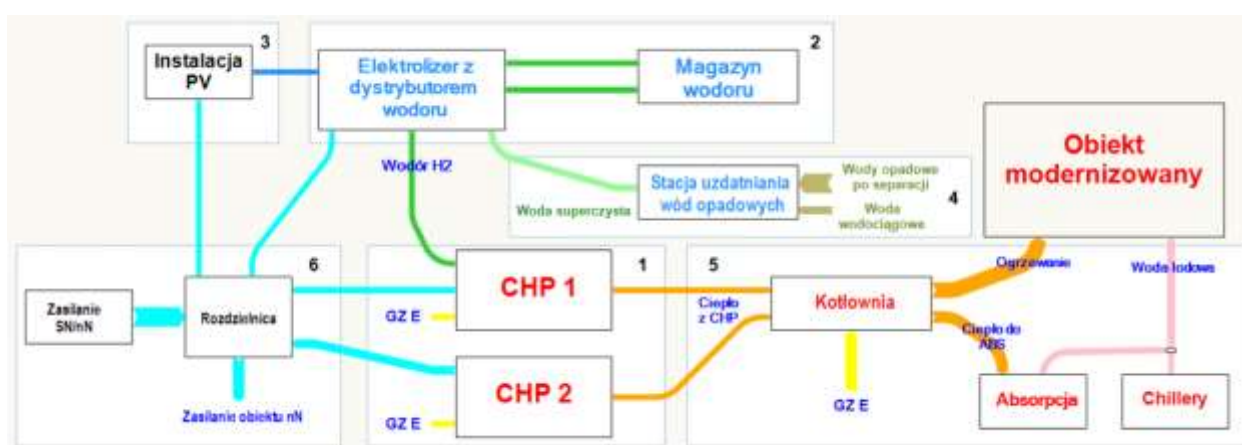 3
Instalacja
PV
2
Elektrolizer z
dystrybutorem
wodoru
Magazyn
wodoru
Obiekt
modernizowany
Wodór H2
4
Stacja uzdatniania
wód opadowych
Wody opadowe
po separacji
Woda
wodociągowe
Woda superczysta
6
Zasilanie
SN/nN
Rozdzielnica
Zasilanie obiektu nN
1
CHP 1
GZ E
CHP 2
GZ E
5
Ciepło
z CHP
Kotłownia
GZ E
Ogrzewanie
Woda lodowa
Ciepło do
ABS
Absorpcja
Chillery